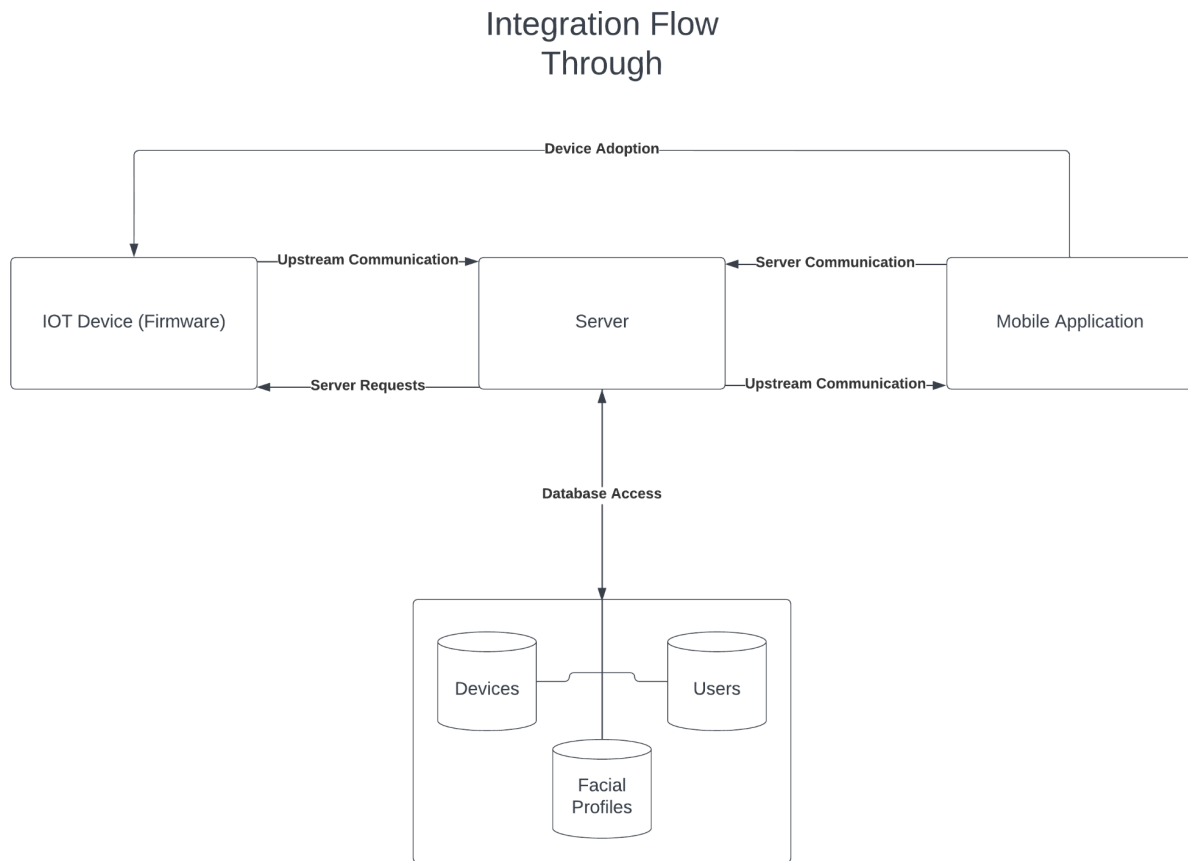 Integration Flow
Through
Device Adoption
Upstream Communication
Server Communication
IOT Device (Firmware)
Server
Mobile Application
Server Requests
Upstream Communication
Database Access
Devices
Users
Facial
Profiles